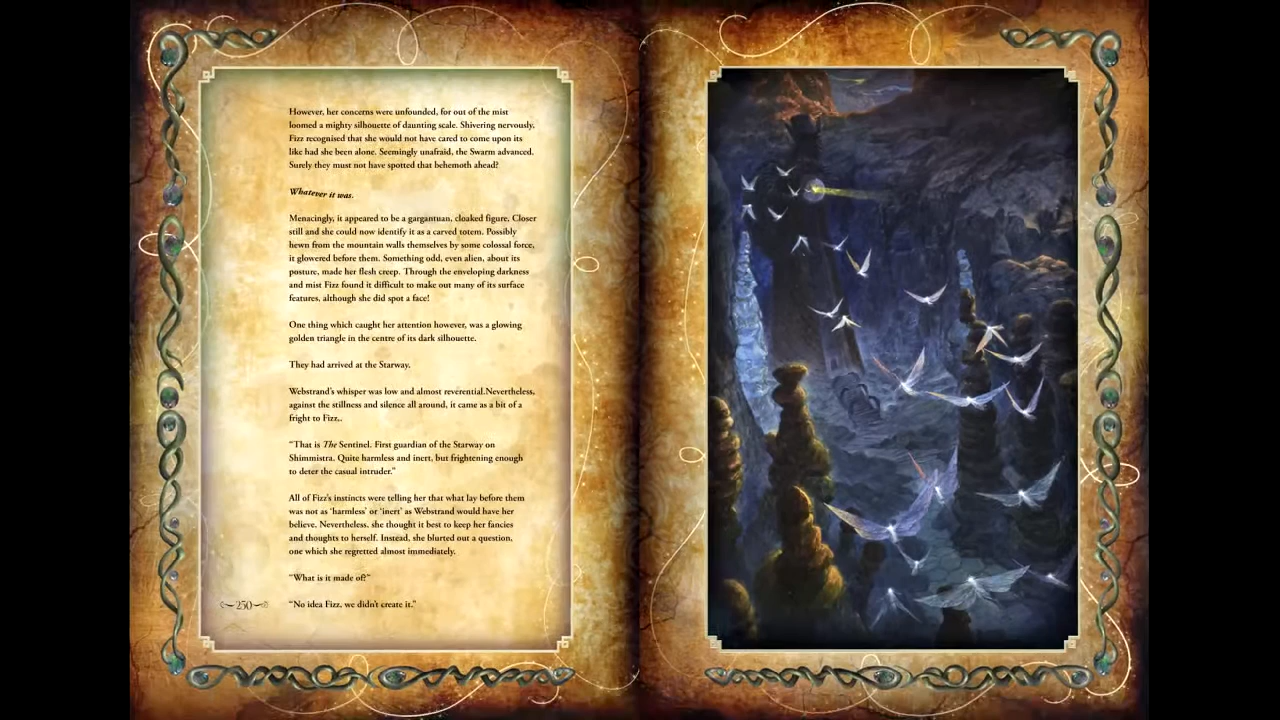 However, her concerns were unfounded, for out of the mist
loomed a mighty silhouette of daunting scale. Shivering nervously,
Fizz recognised that she would not have cared to come upon its
like had she been alone. Seemingly unafraid, the Swarm advanced.
Surely they must not have spotted that behemoth ahead?
Whatever it was.
Menacingly, it appeared to be a gargantuan, cloaked figure. Closer
still and she could now identify it as a carved totem. Possibly
hewn from the mountain walls themselves by some colossal force,
it glowered before them. Something odd, even alien, about its
posture, made her flesh creep. Through the enveloping darkness
and mist Fizz found it difficult to make out many of its surface
features, although she did spot a face!
One thing which caught her attention however, was a glowing
golden triangle in the centre of its dark silhouette.
They had arrived at the Starway.
Webstrand's whisper was low and almost reverential.Nevertheless,
against the stillness and silence all around, it came as a bit of a
fright to Fizz..
"That is The Sentinel. First guardian of the Starway on
Shimmistra. Quite harmless and inert, but frightening enough
to deter the casual intruder."
All of Fizz's instincts were telling her that what lay before them
was not as 'harmless' or 'inert' as Webstrand would have her
believe. Nevertheless, she thought it best to keep her fancies
and thoughts to herself. Instead, she blurted out a question,
one which she regretted almost immediately.
"What is it made of?"
"No idea Fizz, we didn't create it."
250